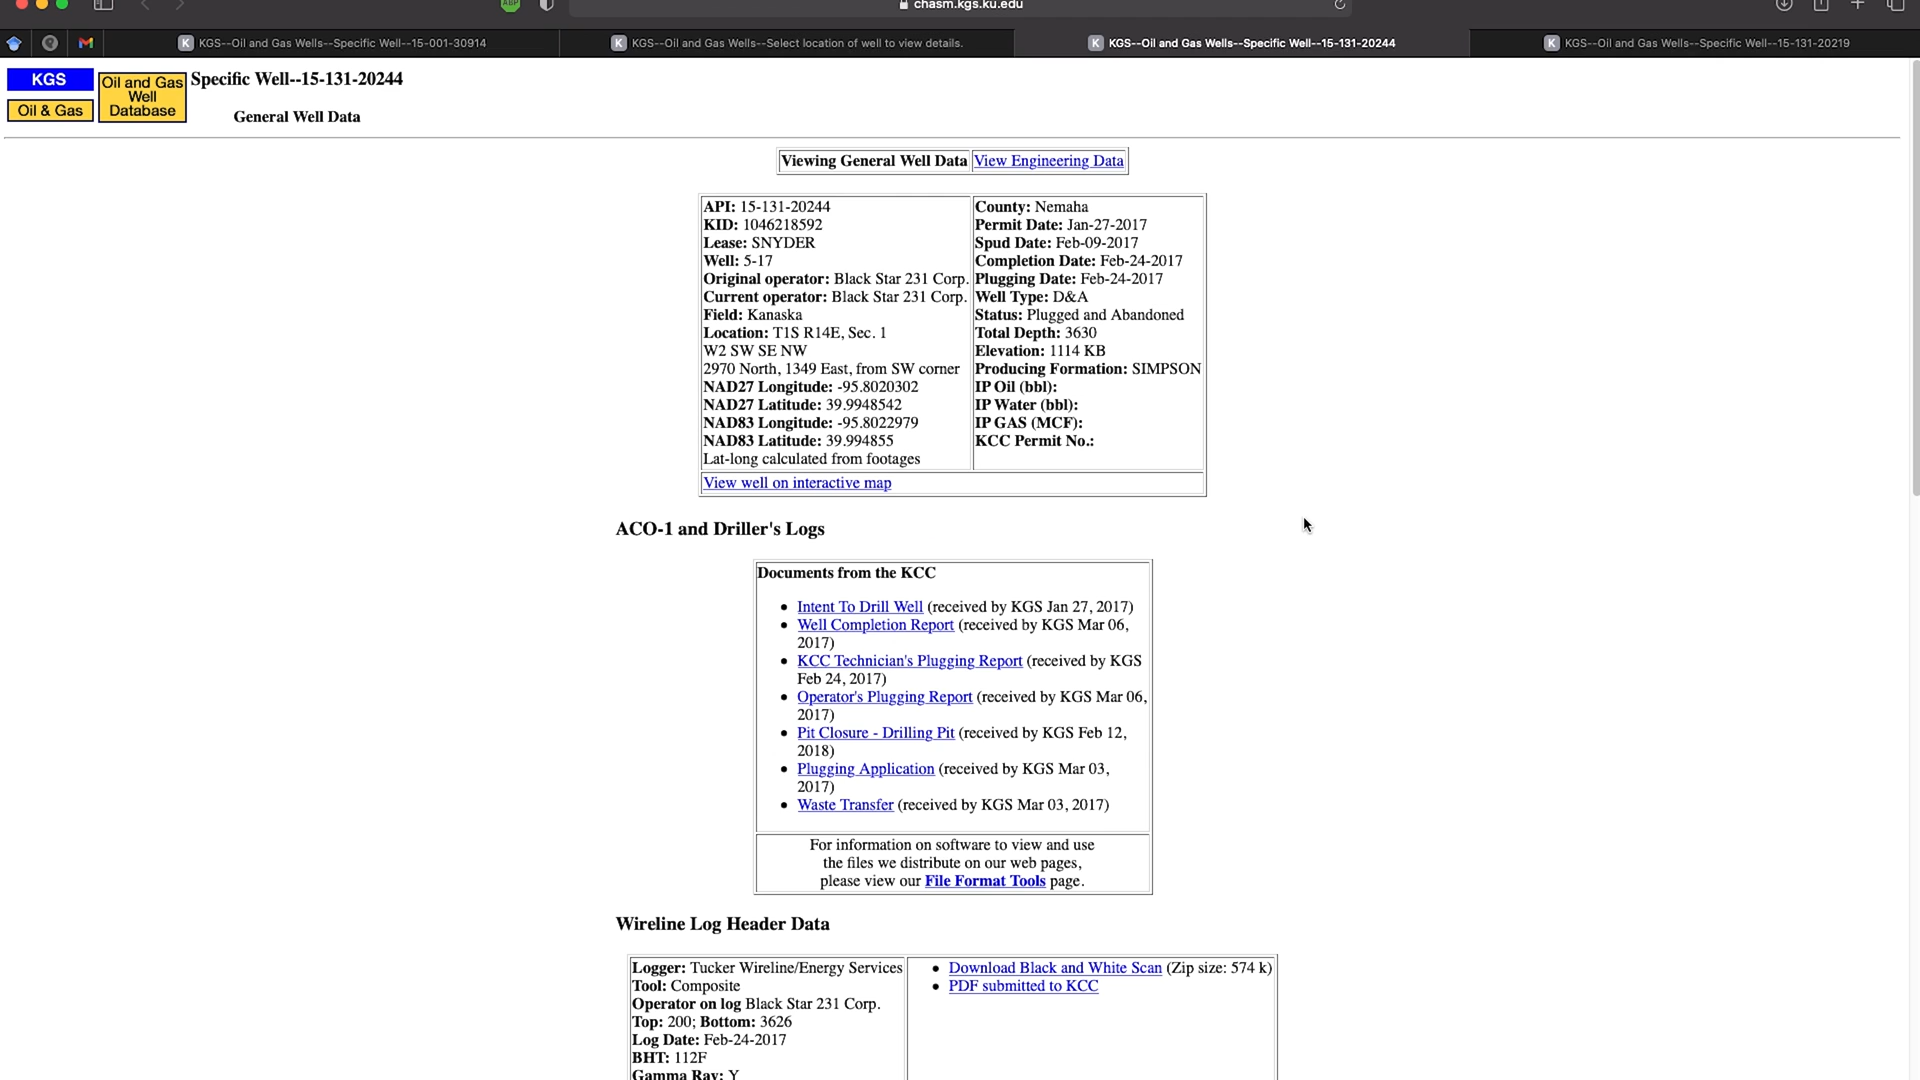 ABP
chasm.kgs.ku.edu
KGS--Oil and Gas Wells--Specific Well--15-001-30914
KGS--Oil and Gas Wells--Select location of well to view details.
KGS--Oil and Gas Wells--Specific Well--15-131-20244
KGS--Oil and Gas Wells--Specific Well--15-131-20219
KGS
Oil & Gas
Oil and Gas
Well
Database
Specific Well--15-131-20244
General Well Data
Viewing General Well Data View Engineering Data
API: 15-131-20244
KID: 1046218592
Lease: SNYDER
Well: 5-17
Original operator: Black Star 231 Corp.
Current operator: Black Star 231 Corp.
Field: Kanaska
Location: T1S R14E, Sec. 1
W2 SW SE NW
2970 North, 1349 East, from SW corner
NAD27 Longitude: -95.8020302
NAD27 Latitude: 39.9948542
NAD83 Longitude: -95.8022979
NAD83 Latitude: 39.994855
Lat-long calculated from footages
County: Nemaha
Permit Date: Jan-27-2017
Spud Date: Feb-09-2017
Completion Date: Feb-24-2017
Plugging Date: Feb-24-2017
Well Type: D&A
Status: Plugged and Abandoned
Total Depth: 3630
Elevation: 1114 KB
Producing Formation: SIMPSON
IP Oil (bbl):
IP Water (bbl):
IP GAS (MCF):
KCC Permit No.:
View well on interactive map
ACO-1 and Driller's Logs
Documents from the KCC
• Intent To Drill Well (received by KGS Jan 27, 2017)
• Well Completion Report (received by KGS Mar 06,
2017)
• KCC Technician's Plugging Report (received by KGS
Feb 24, 2017)
• Operator's Plugging Report (received by KGS Mar 06,
2017)
• Pit Closure - Drilling Pit (received by KGS Feb 12,
2018)
• Plugging Application (received by KGS Mar 03,
2017)
• Waste Transfer (received by KGS Mar 03, 2017)
For information on software to view and use
the files we distribute on our web pages,
please view our File Format Tools page.
Wireline Log Header Data
Logger: Tucker Wireline/Energy Services
Tool: Composite
Operator on log Black Star 231 Corp.
Top: 200; Bottom: 3626
Log Date: Feb-24-2017
BHT: 112F
Gamma Ray: Y
• Download Black and White Scan (Zip size: 574 k)
• PDF submitted to KCC